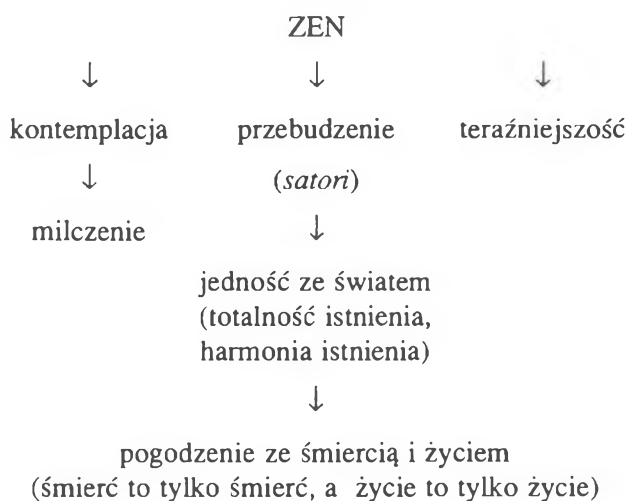 ZEN
↓ ↓ ↓
kontemplacja przebudzenie teraźniejszość
↓ (satori)
milczenie ↓
jedność ze światem
(totalność istnienia,
harmonia istnienia)
↓
pogodzenie ze śmiercią i życiem
(śmierć to tylko śmierć, a życie to tylko życie)